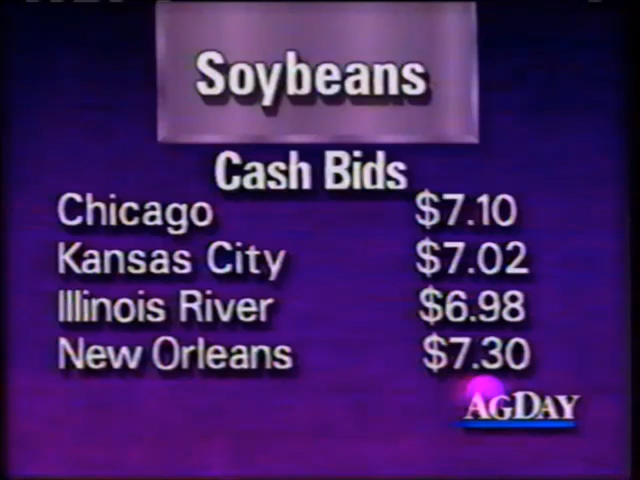 Soybeans
Cash Bids
Chicago $7.10
Kansas City $7.02
Illinois River $6.98
New Orleans $7.30
AGDAY